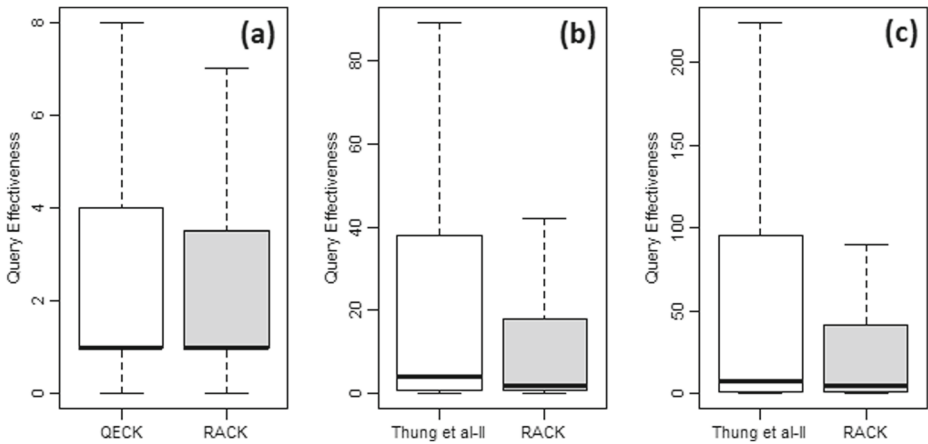 (a)
Query Effectiveness
8
6
4
2
0
QECK RACK
(b)
Query Effectiveness
80
60
40
20
0
Thung et al-II RACK
(c)
Query Effectiveness
200
150
100
50
0
Thung et al-II RACK